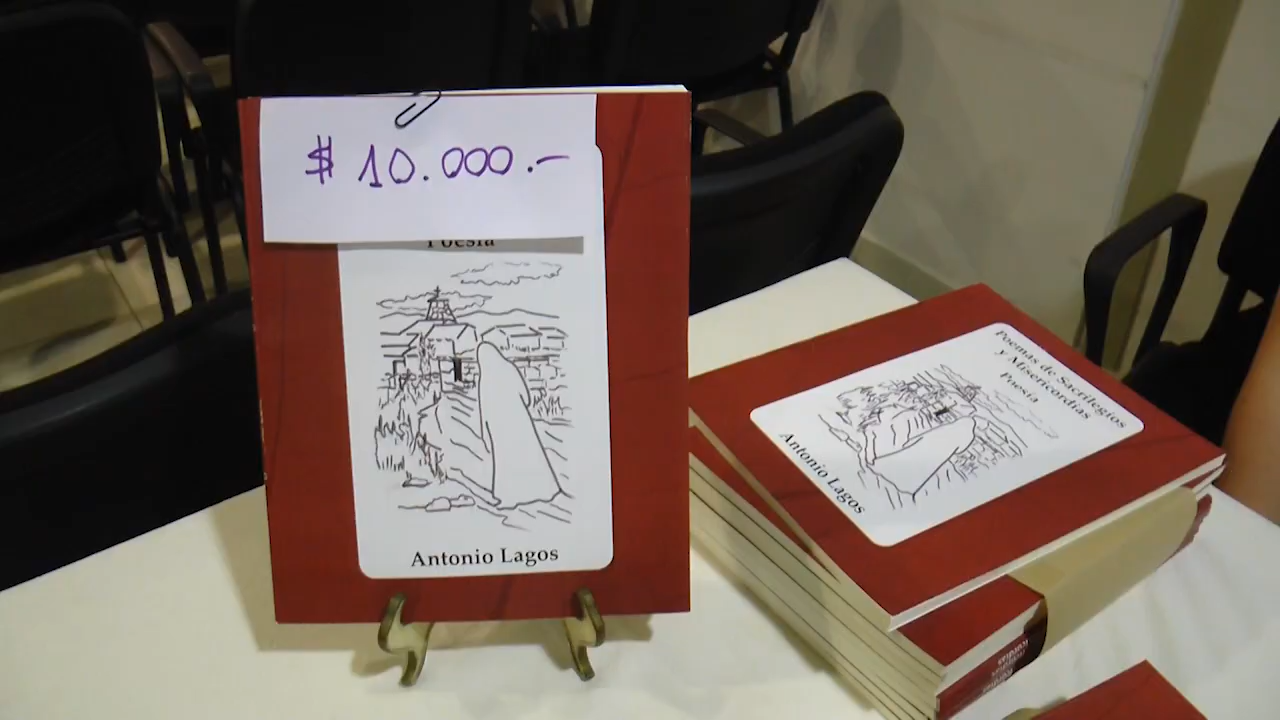 $ 10.000.-
Poesía
Antonio Lagos
Poemas de Sacrilegios
y Misericordias
Poesía
Antonio Lagos